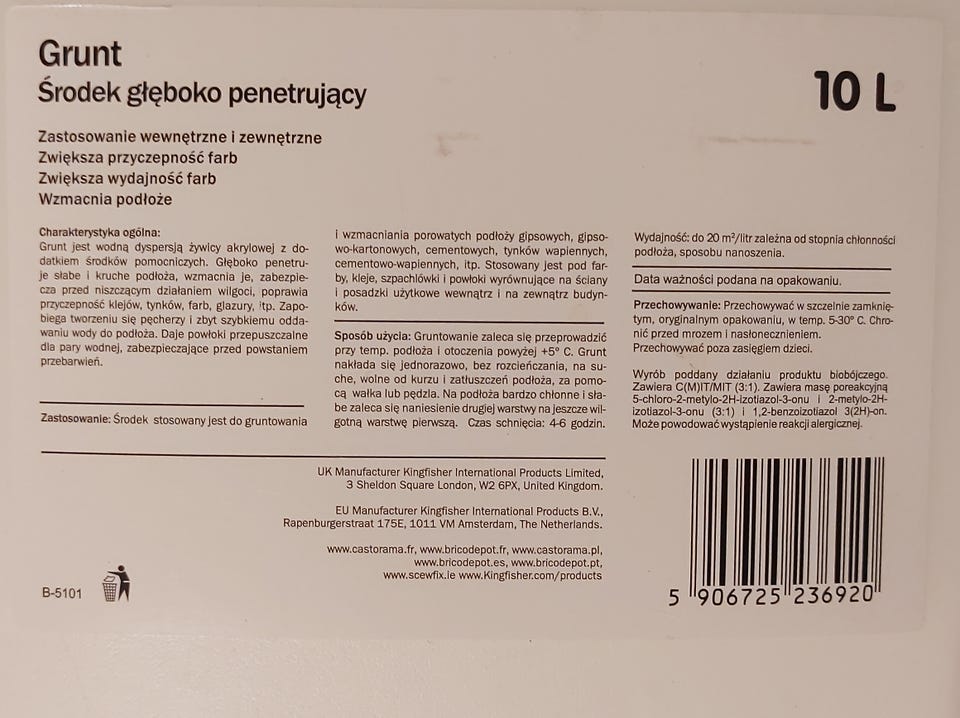 Grunt
Środek głęboko penetrujący
10 L
Zastosowanie wewnętrzne i zewnętrzne
Zwiększa przyczepność farb
Zwiększa wydajność farb
Wzmacnia podłoże
Charakterystyka ogólna:
Grunt jest wodną dyspersją żywicy akrylowej z do-
datkiem środków pomocniczych. Głęboko penetru-
je słabe i kruche podłoża, wzmacnia je, zabezpie-
cza przed niszczącym działaniem wilgoci, poprawia
przyczepność klejów, tynków, farb, glazury, itp. Zapo-
biega tworzeniu się pęcherzy i zbyt szybkiemu odda-
waniu wody do podłoża. Daje powłoki przepuszczalne
dla pary wodnej, zabezpieczające przed powstaniem
przebarwień.
Zastosowanie: Środek stosowany jest do gruntowania
i wzmacniania porowatych podłoży gipsowych, gipso-
wo-kartonowych, cementowych, tynków wapiennych,
cementowo-wapiennych, itp. Stosowany jest pod far-
by, kleje, szpachlówki i powłoki wyrównujące na ściany
i posadzki użytkowe wewnątrz i na zewnątrz budyn-
ków.
Sposób użycia: Gruntowanie zaleca się przeprowadzić
przy temp. podłoża i otoczenia powyżej +5° C. Grunt
nakłada się jednorazowo, bez rozcieńczania, na su-
che, wolne od kurzu i zatłuszczeń podłoża, za pomo-
cą wałka lub pędzla. Na podłoża bardzo chłonne i sła-
be zaleca się naniesienie drugiej warstwy na jeszcze wil-
gotną warstwę pierwszą. Czas schnięcia: 4-6 godzin.
Wydajność: do 20 m²/litr zależna od stopnia chłonności
podłoża, sposobu nanoszenia.
Data ważności podana na opakowaniu.
Przechowywanie: Przechowywać w szczelnie zamknię-
tym, oryginalnym opakowaniu, w temp. 5-30° C. Chro-
nić przed mrozem i nasłonecznieniem.
Przechowywać poza zasięgiem dzieci.
Wyrób poddany działaniu produktu biobójczego.
Zawiera C(M)IT/MIT (3:1). Zawiera masę poreakcyjną
5-chloro-2-metylo-2H-izotiazol-3-onu i 2-metylo-2H-
izotiazol-3-onu (3:1) i 1,2-benzoizotiazol 3(2H)-on.
Może powodować wystąpienie reakcji alergicznej.
UK Manufacturer Kingfisher International Products Limited,
3 Sheldon Square London, W2 6PX, United Kingdom.
EU Manufacturer Kingfisher International Products B.V.,
Rapenburgerstraat 175E, 1011 VM Amsterdam, The Netherlands.
www.castorama.fr, www.bricodepot.fr, www.castorama.pl,
www.bricodepot.es, www.bricodepot.pt,
www.scewfix.ie www.Kingfisher.com/products
B-5101
5 906725 236920